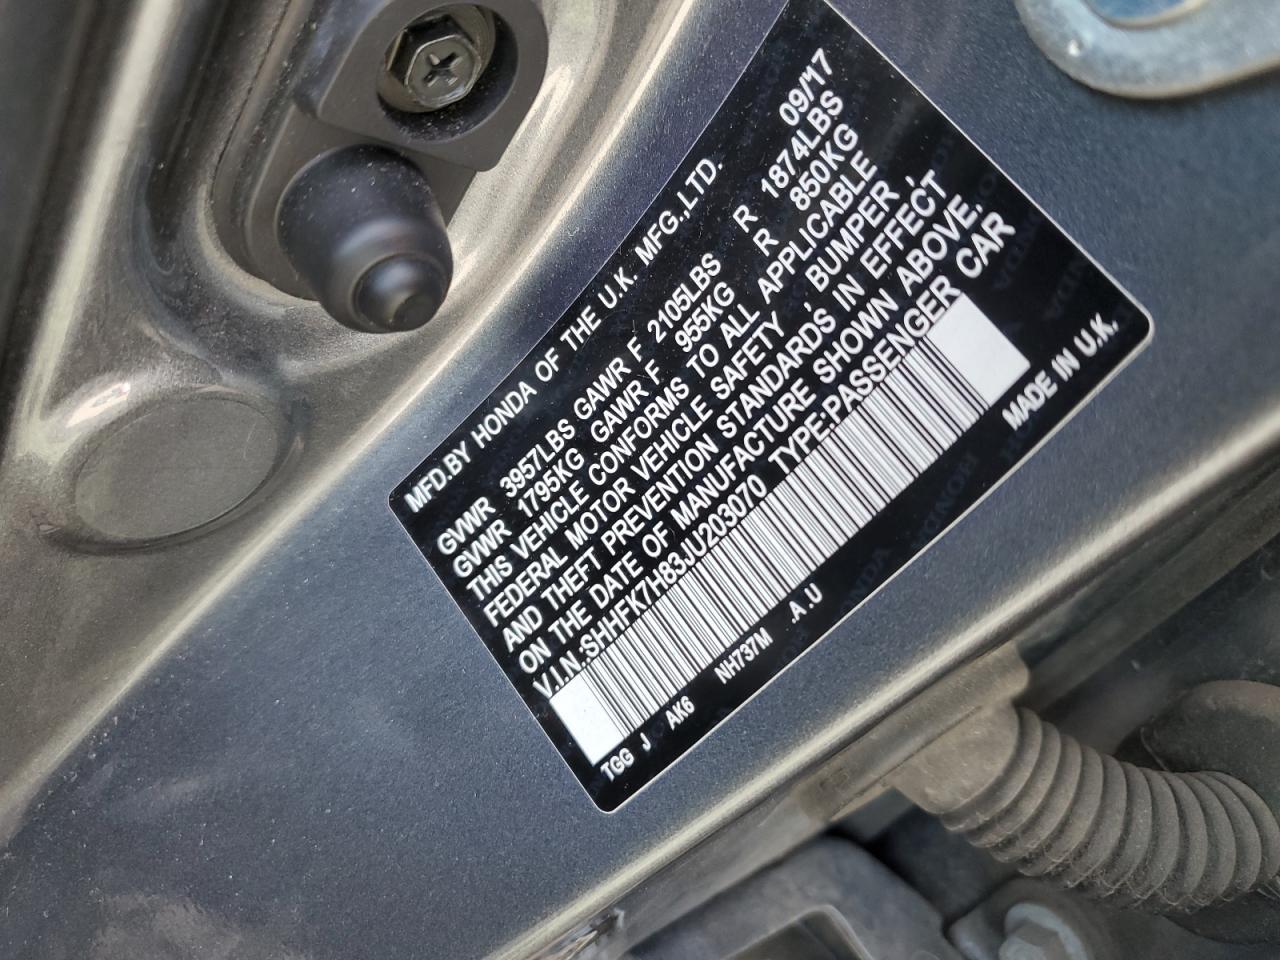 MFD.BY HONDA OF THE U.K. MFG.,LTD. 09/'17
GVWR 3957LBS GAWR F 2105LBS R 1874LBS
GVWR 1795KG GAWR F 955KG R 850KG
THIS VEHICLE CONFORMS TO ALL APPLICABLE
FEDERAL MOTOR VEHICLE SAFETY , BUMPER ,
AND THEFT PREVENTION STANDARDS IN EFFECT
ON THE DATE OF MANUFACTURE SHOWN ABOVE.
V.I.N.:SHHFK7H83JU203070 TYPE:PASSENGER CAR
TGG J AK6 NH737M .A.U MADE IN U.K.